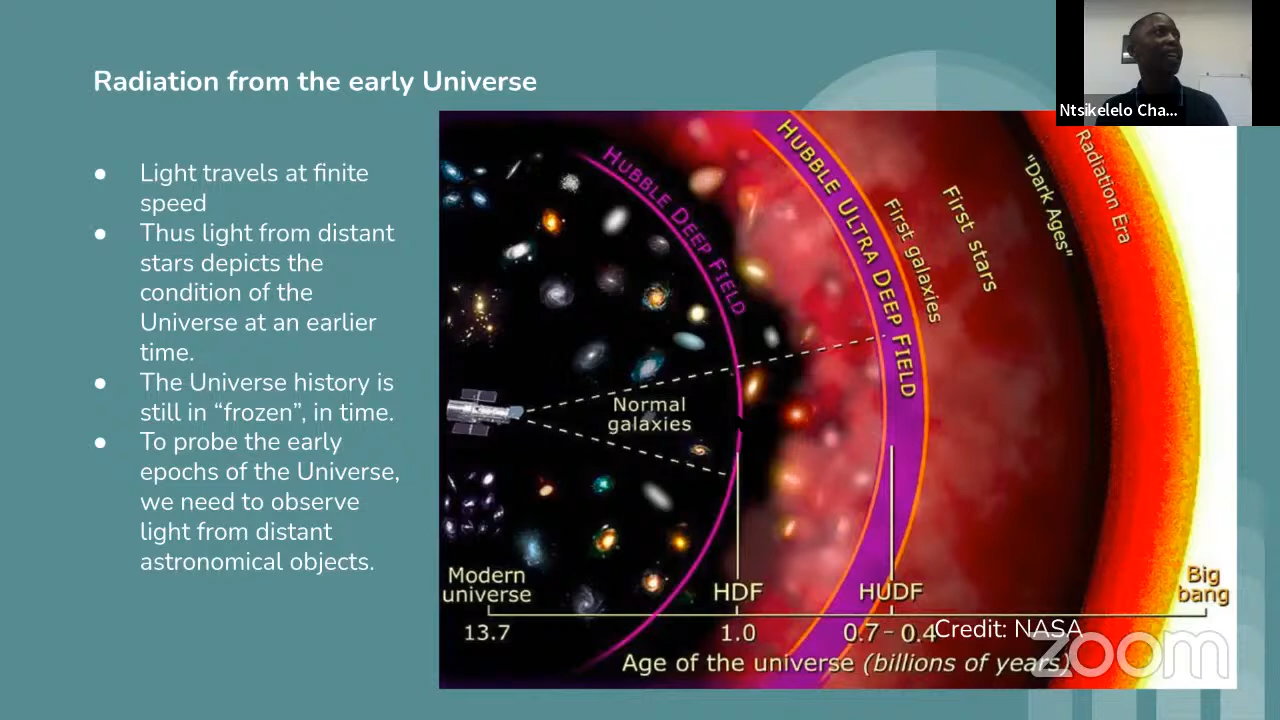 Radiation from the early Universe
Ntsikelelo Cha...
● Light travels at finite
speed
● Thus light from distant
stars depicts the
condition of the
Universe at an earlier
time.
● The Universe history is
still in “frozen”, in time.
● To probe the early
epochs of the Universe,
we need to observe
light from distant
astronomical objects.
HUBBLE DEEP FIELD
HUBBLE ULTRA DEEP FIELD
First galaxies
First stars
"Dark Ages"
Radiation Era
Normal
galaxies
Modern
universe
HDF
HUDF
Big
bang
13.7
1.0
0.7 - 0.4
Credit: NASA
Age of the universe (billions of years)
zoom